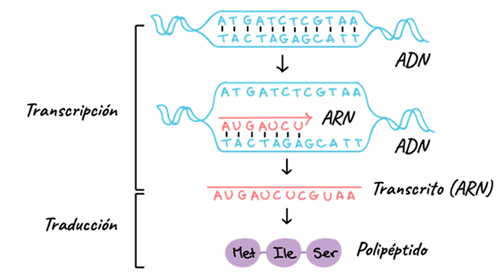 ATGATCTCGTAA
TACTAGAGCATT
ADN
Transcripción
ATGATCTCGTAA
ARN
AUGAUCU
TACTAGAGCATT
ADN
Transcrito (ARN)
AUGAUCUCGUAA
Traducción
Met Ile Ser
Polipéptido